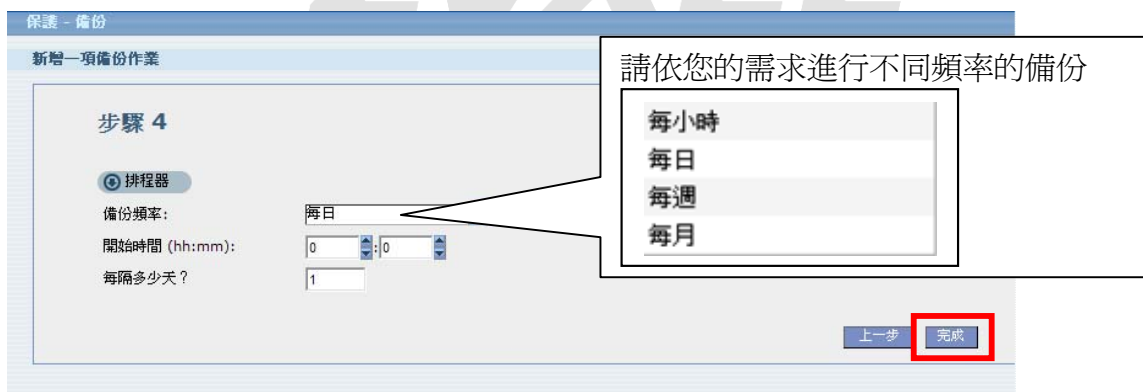 保護 - 備份
新增一項備份作業
請依您的需求進行不同頻率的備份
每小時
每日
每週
每月
步驟 4
排程器
備份頻率: 每日
開始時間 (hh:mm): 0 : 0
每隔多少天? 1
上一步 完成